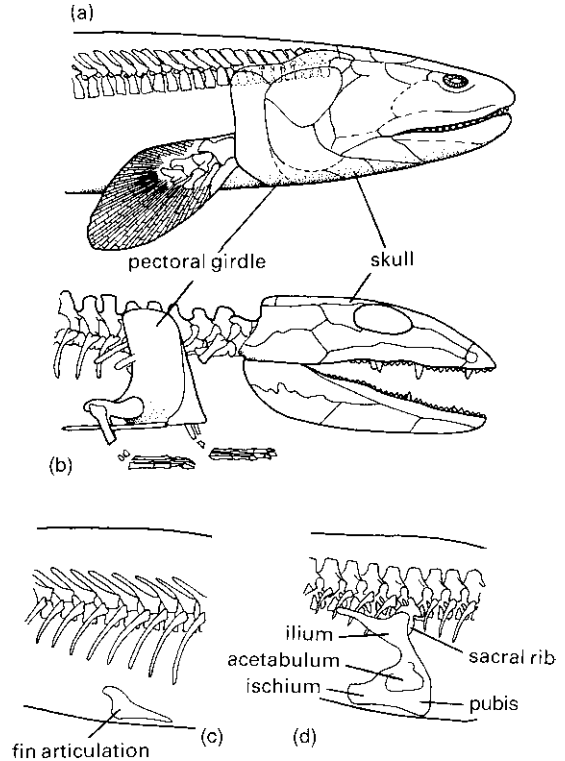 (a)
pectoral girdle
skull
(b)
ilium
acetabulum
ischium
sacral rib
pubis
fin articulation
(c)
(d)